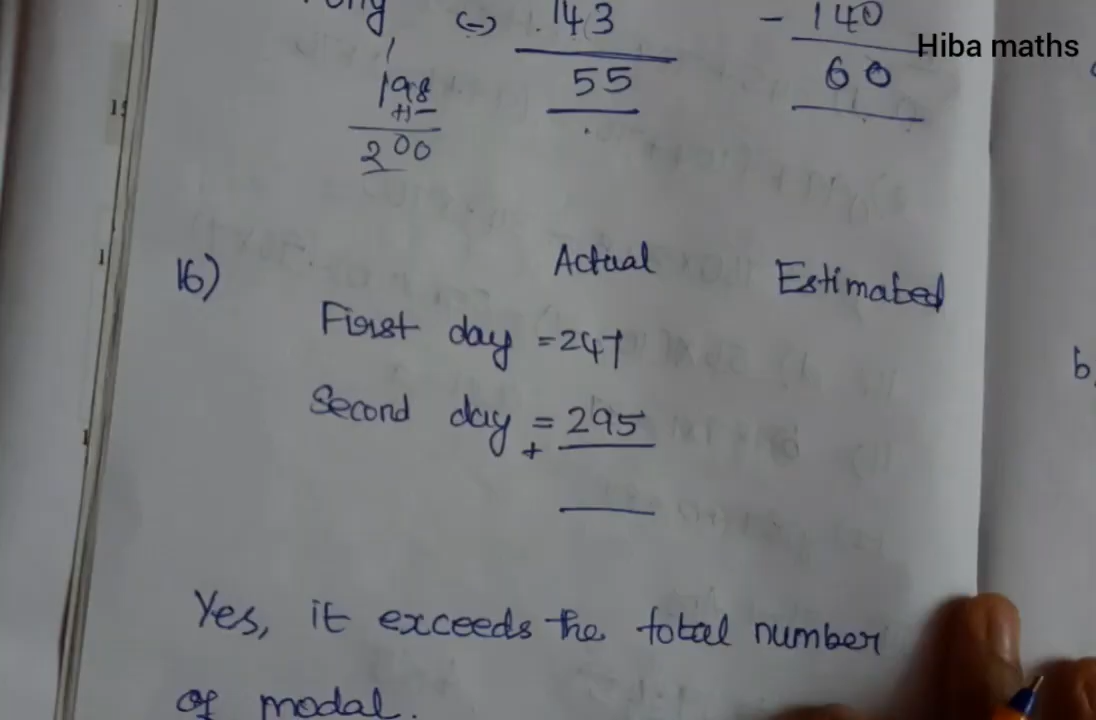 (-) 143
- 140
Hiba maths
198
55
60
200
16)
Actual
Estimated
First day = 247
Second day = 295
+
Yes, it exceeds the total number
of modal.